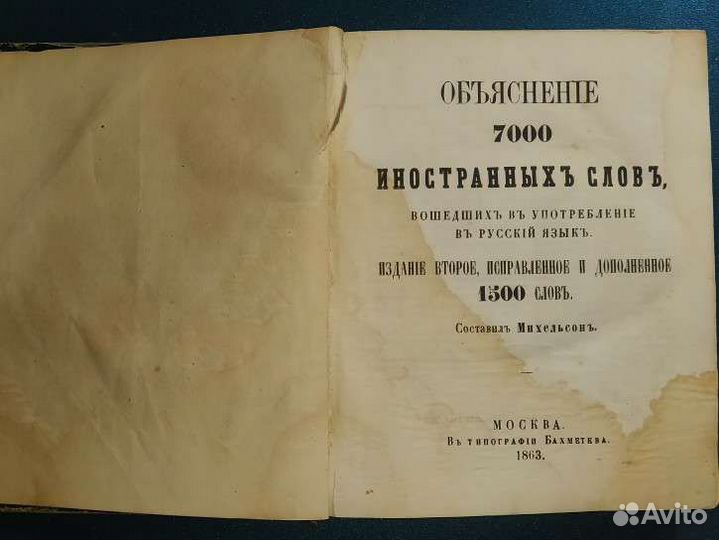 ОБЪЯСНЕНІЕ
7000
ИНОСТРАННЫХЪ СЛОВЪ,
ВОШЕДШИХЪ ВЪ УПОТРЕБЛЕНІЕ
ВЪ РУССКІЙ ЯЗЫКЪ.
ИЗДАНІЕ ВТОРОЕ, ИСПРАВЛЕННОЕ И ДОПОЛНЕННОЕ
1500 СЛОВЪ.
Составилъ Михельсонъ.
МОСКВА.
Въ типографіи Бахметева.
1863.
Avito